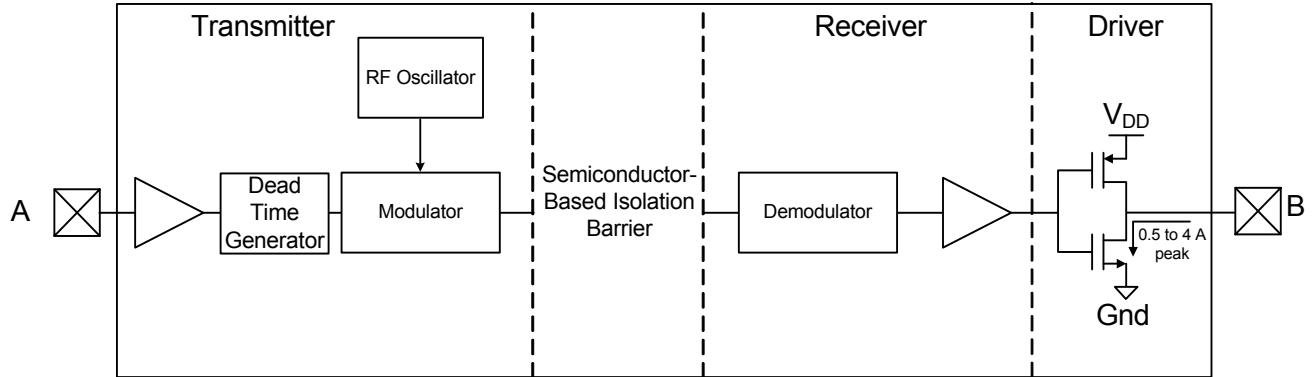 Transmitter
Receiver
Driver
RF Oscillator
V_DD
A
Dead
Time
Generator
Modulator
Semiconductor-
Based Isolation
Barrier
Demodulator
B
0.5 to 4 A
peak
Gnd